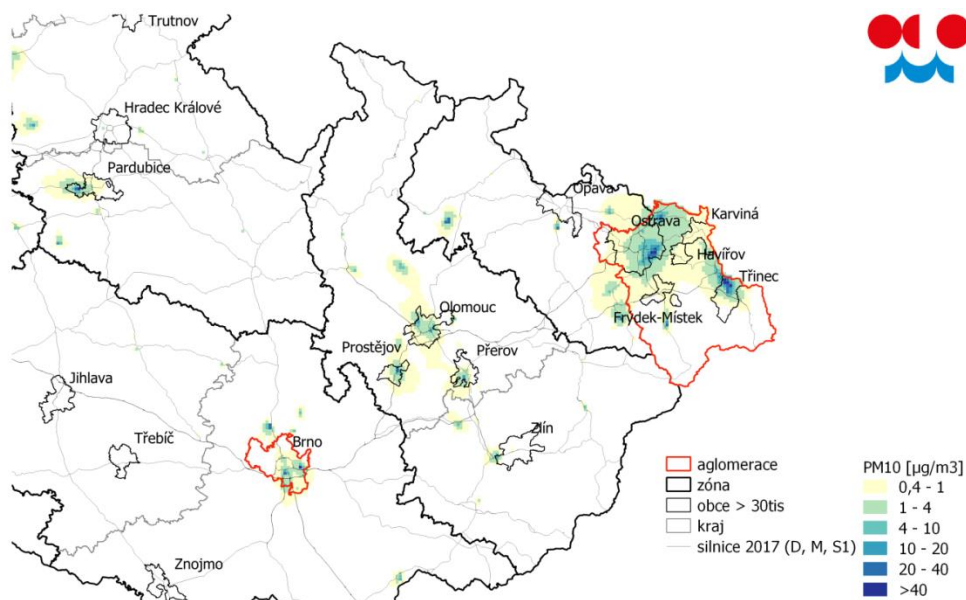 Trutnov
Hradec Králové
Pardubice
Opava
Karviná
Ostrava
Havířov
Třinec
Frýdek-Místek
Olomouc
Prostějov
Přerov
Jihlava
Třebíč
Brno
Zlín
Znojmo
aglomerace
zóna
obce > 30tis
kraj
silnice 2017 (D, M, S1)
PM10 [µg/m3]
0,4 - 1
1 - 4
4 - 10
10 - 20
20 - 40
>40